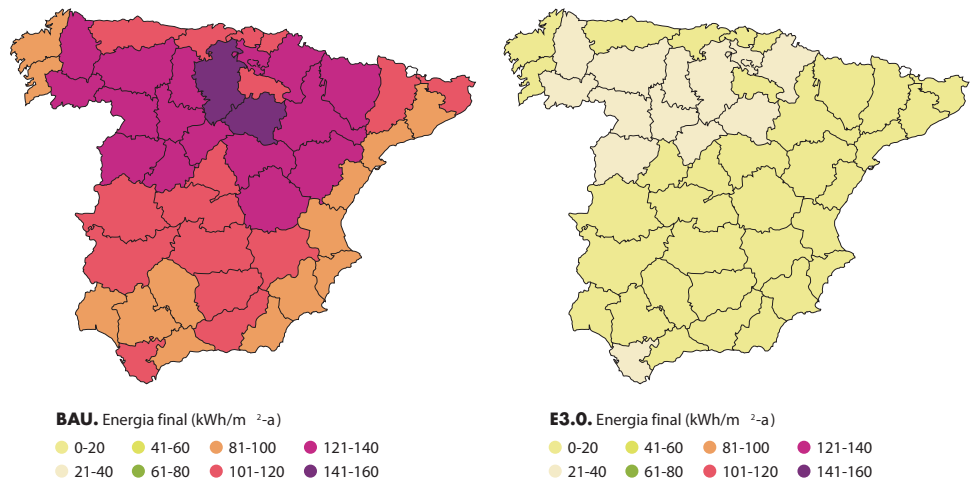 BAU. Energia final (kWh/m ²-a)
0-20 41-60 81-100 121-140
21-40 61-80 101-120 141-160
E3.0. Energia final (kWh/m ²-a)
0-20 41-60 81-100 121-140
21-40 61-80 101-120 141-160